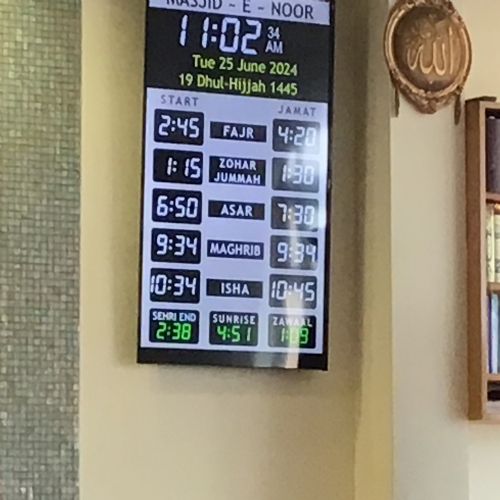 MASJID ~ E ~ NOOR
11:02 34 AM
Tue 25 June 2024
19 Dhul-Hijjah 1445
START JAMAT
2:45 FAJR 4:20
1:15 ZOHAR JUMMAH 1:30
6:50 ASAR 7:30
9:34 MAGHRIB 9:34
10:34 ISHA 10:45
SEHRI END SUNRISE ZAWAAL
2:38 4:51 1:09
الله